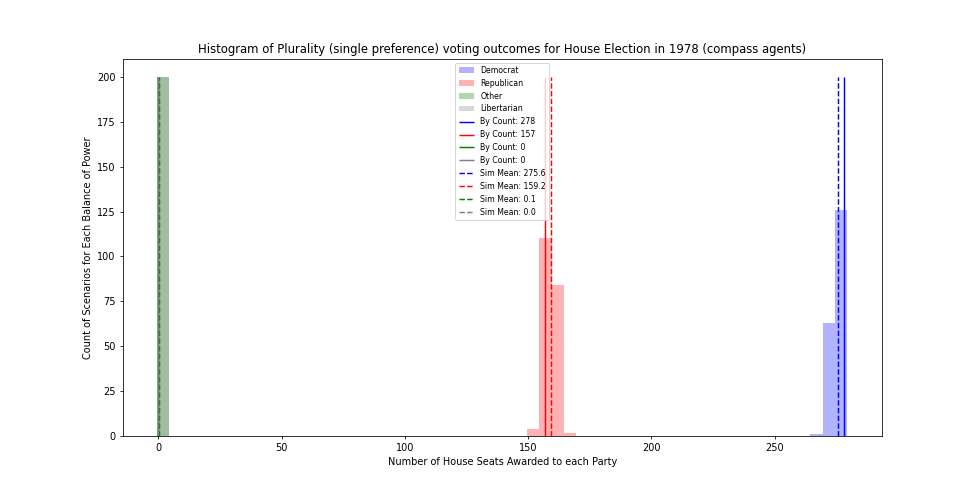 Histogram of Plurality (single preference) voting outcomes for House Election in 1978 (compass agents)
Count of Scenarios for Each Balance of Power
200
175
150
125
100
75
50
25
0
Democrat
Republican
Other
Libertarian
By Count: 278
By Count: 157
By Count: 0
By Count: 0
Sim Mean: 275.6
Sim Mean: 159.2
Sim Mean: 0.1
Sim Mean: 0.0
0 50 100 150 200 250
Number of House Seats Awarded to each Party